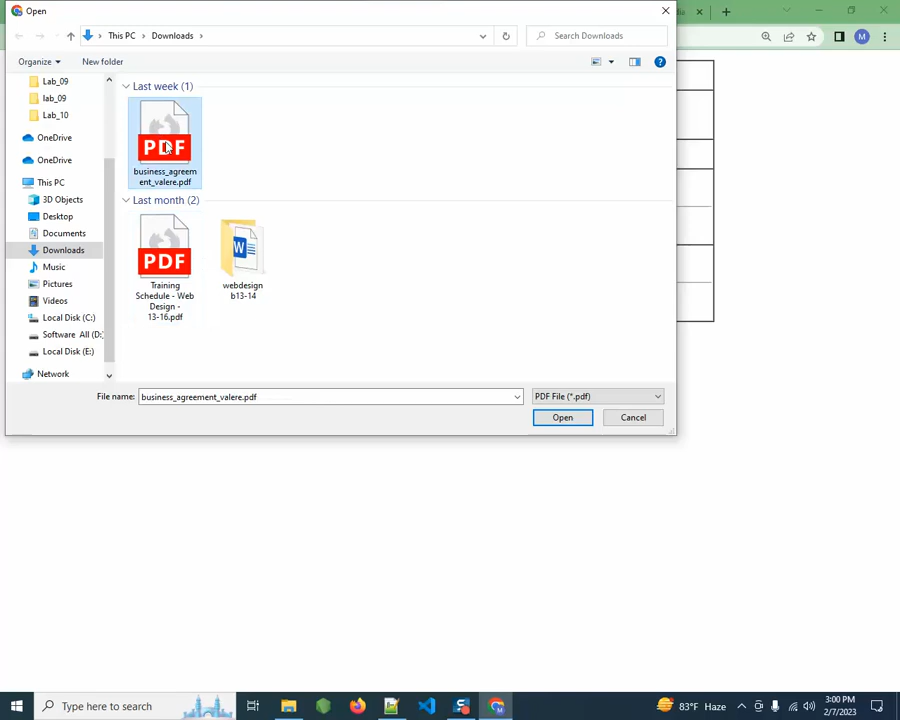 Open
dia
This PC
Downloads
Search Downloads
Organize
New folder
M
Lab_09
lab_09
Lab_10
OneDrive
OneDrive
This PC
3D Objects
Desktop
Documents
Downloads
Music
Pictures
Videos
Local Disk (C:)
Software All (D:
Local Disk (E:)
Network
Last week (1)
PDF
business_agreem
ent_valere.pdf
Last month (2)
PDF
Training
Schedule - Web
Design -
13-16.pdf
W
webdesign
b13-14
File name:
business_agreement_valere.pdf
PDF File (*.pdf)
Open
Cancel
Type here to search
M
83°F Haze
3:00 PM
2/7/2023